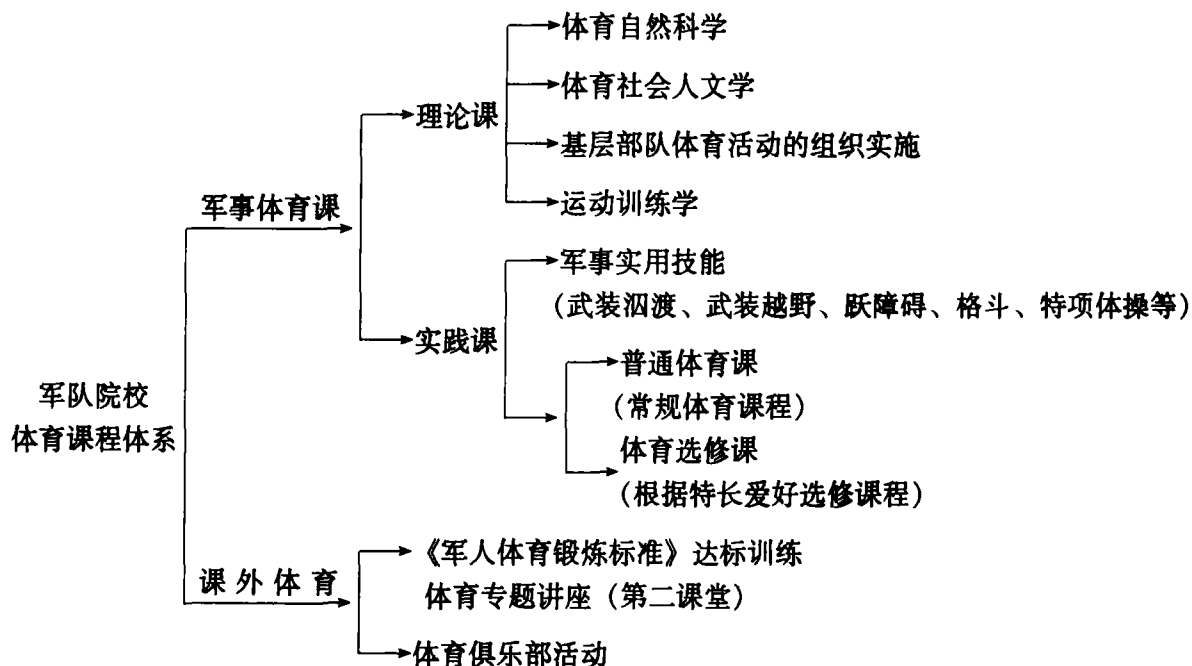 体育自然科学
体育社会人文学
理论课
基层部队体育活动的组织实施
运动训练学
军事体育课
军事实用技能
(武装泅渡、武装越野、跃障碍、格斗、特项体操等)
实践课
普通体育课
(常规体育课程)
体育选修课
(根据特长爱好选修课程)
军队院校
体育课程体系
《军人体育锻炼标准》达标训练
体育专题讲座(第二课堂)
课外体育
体育俱乐部活动